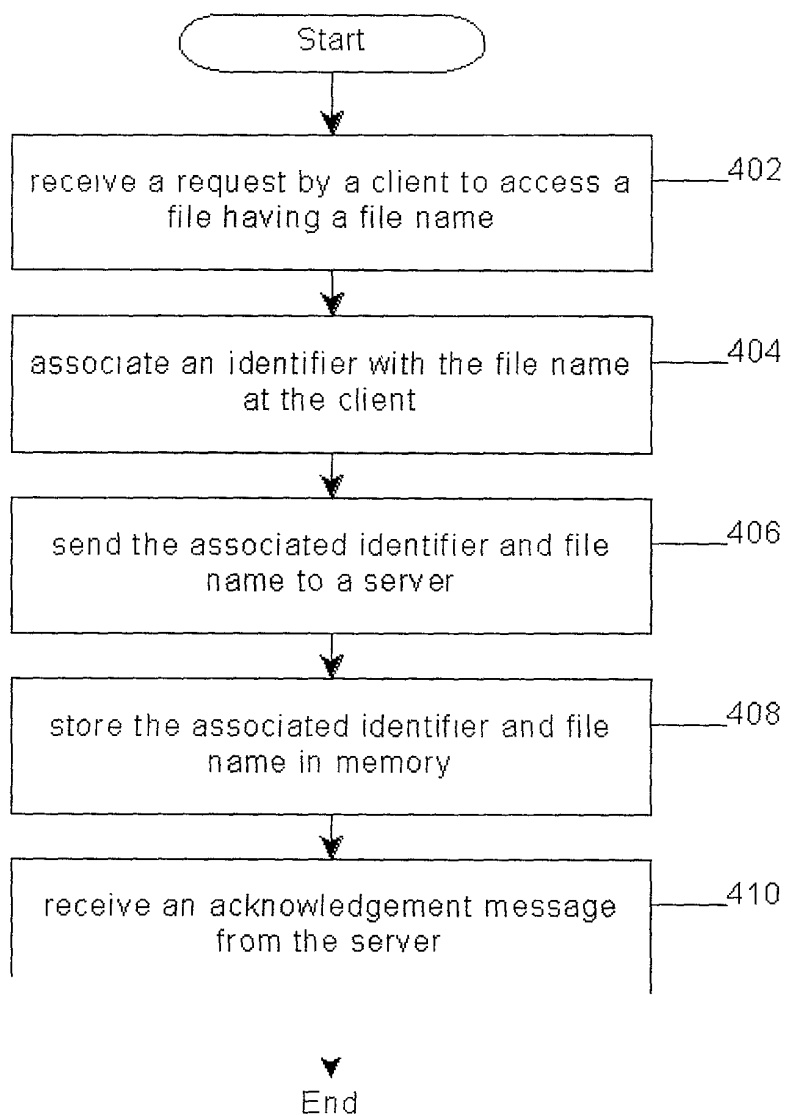 Start
receive a request by a client to access a
file having a file name
402
associate an identifier with the file name
at the client
404
send the associated identifier and file
name to a server
406
store the associated identifier and file
name in memory
408
receive an acknowledgement message
from the server
410
End